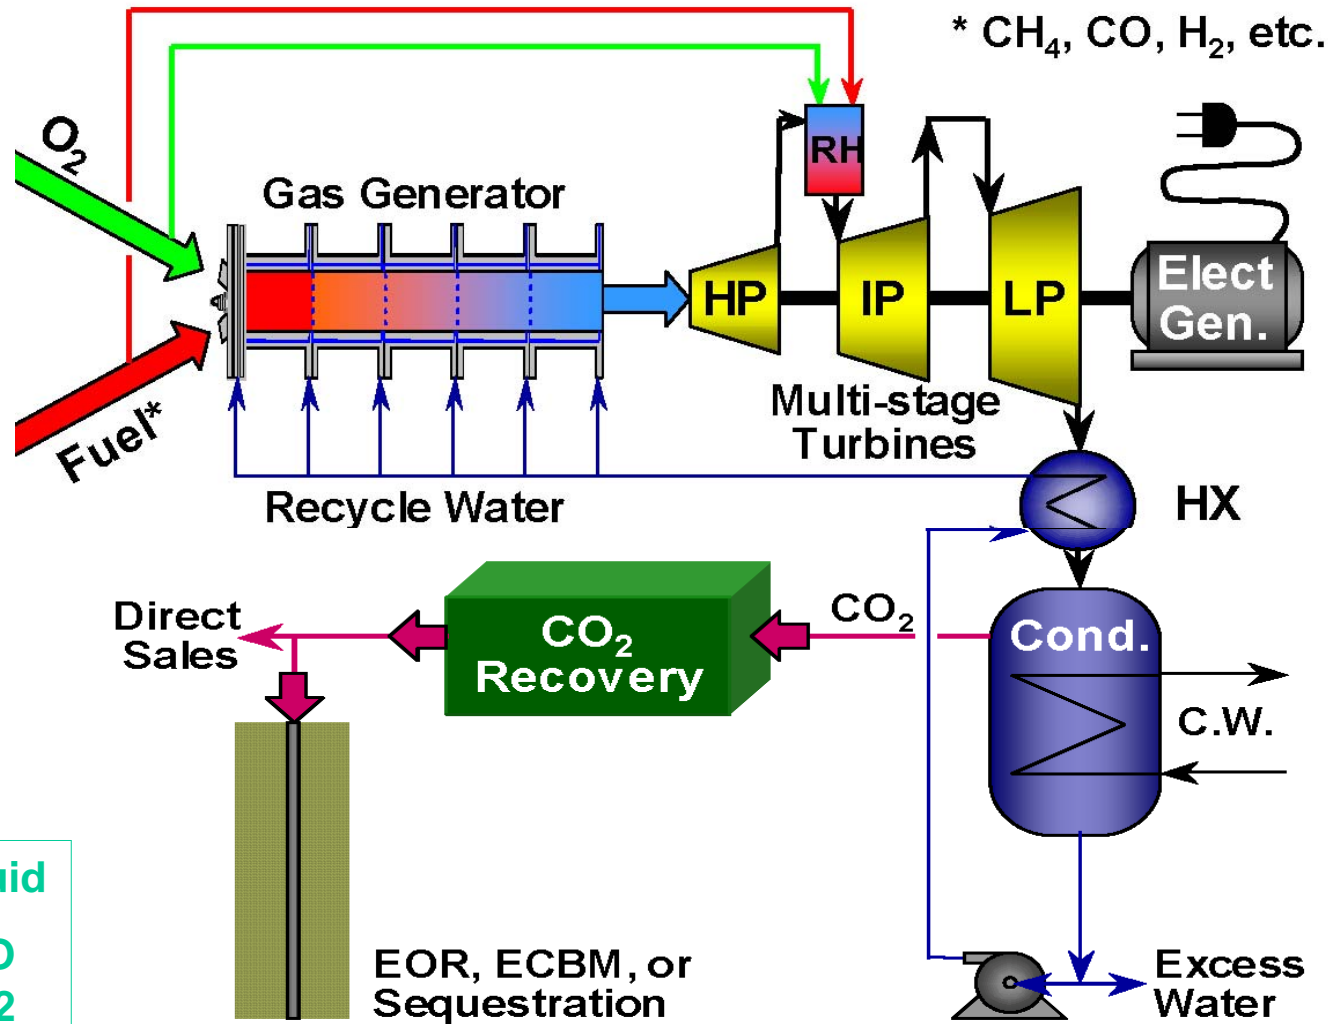 * CH₄, CO, H₂, etc.
O₂
RH
Gas Generator
HP
IP
LP
Elect
Gen.
Fuel*
Multi-stage
Turbines
Recycle Water
HX
Direct
Sales
CO₂
Recovery
CO₂
Cond.
C.W.
EOR, ECBM, or
Sequestration
Excess
Water
2